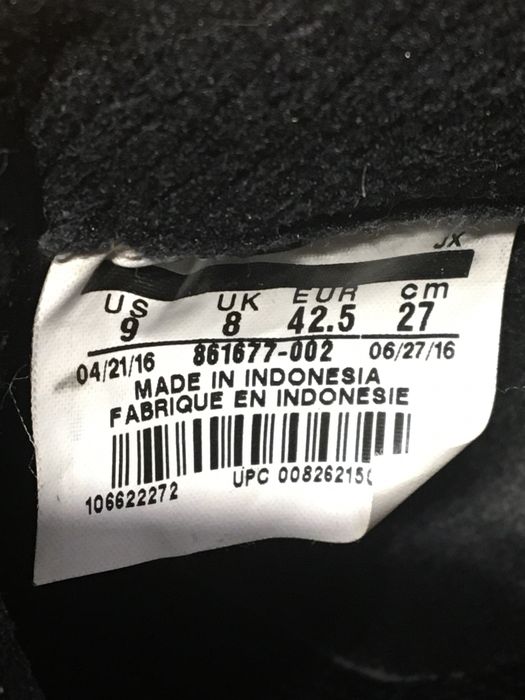 JX
US UK EUR cm
9 8 42.5 27
04/21/16 861677-002 06/27/16
MADE IN INDONESIA
FABRIQUE EN INDONÉSIE
106622272 UPC 00826215